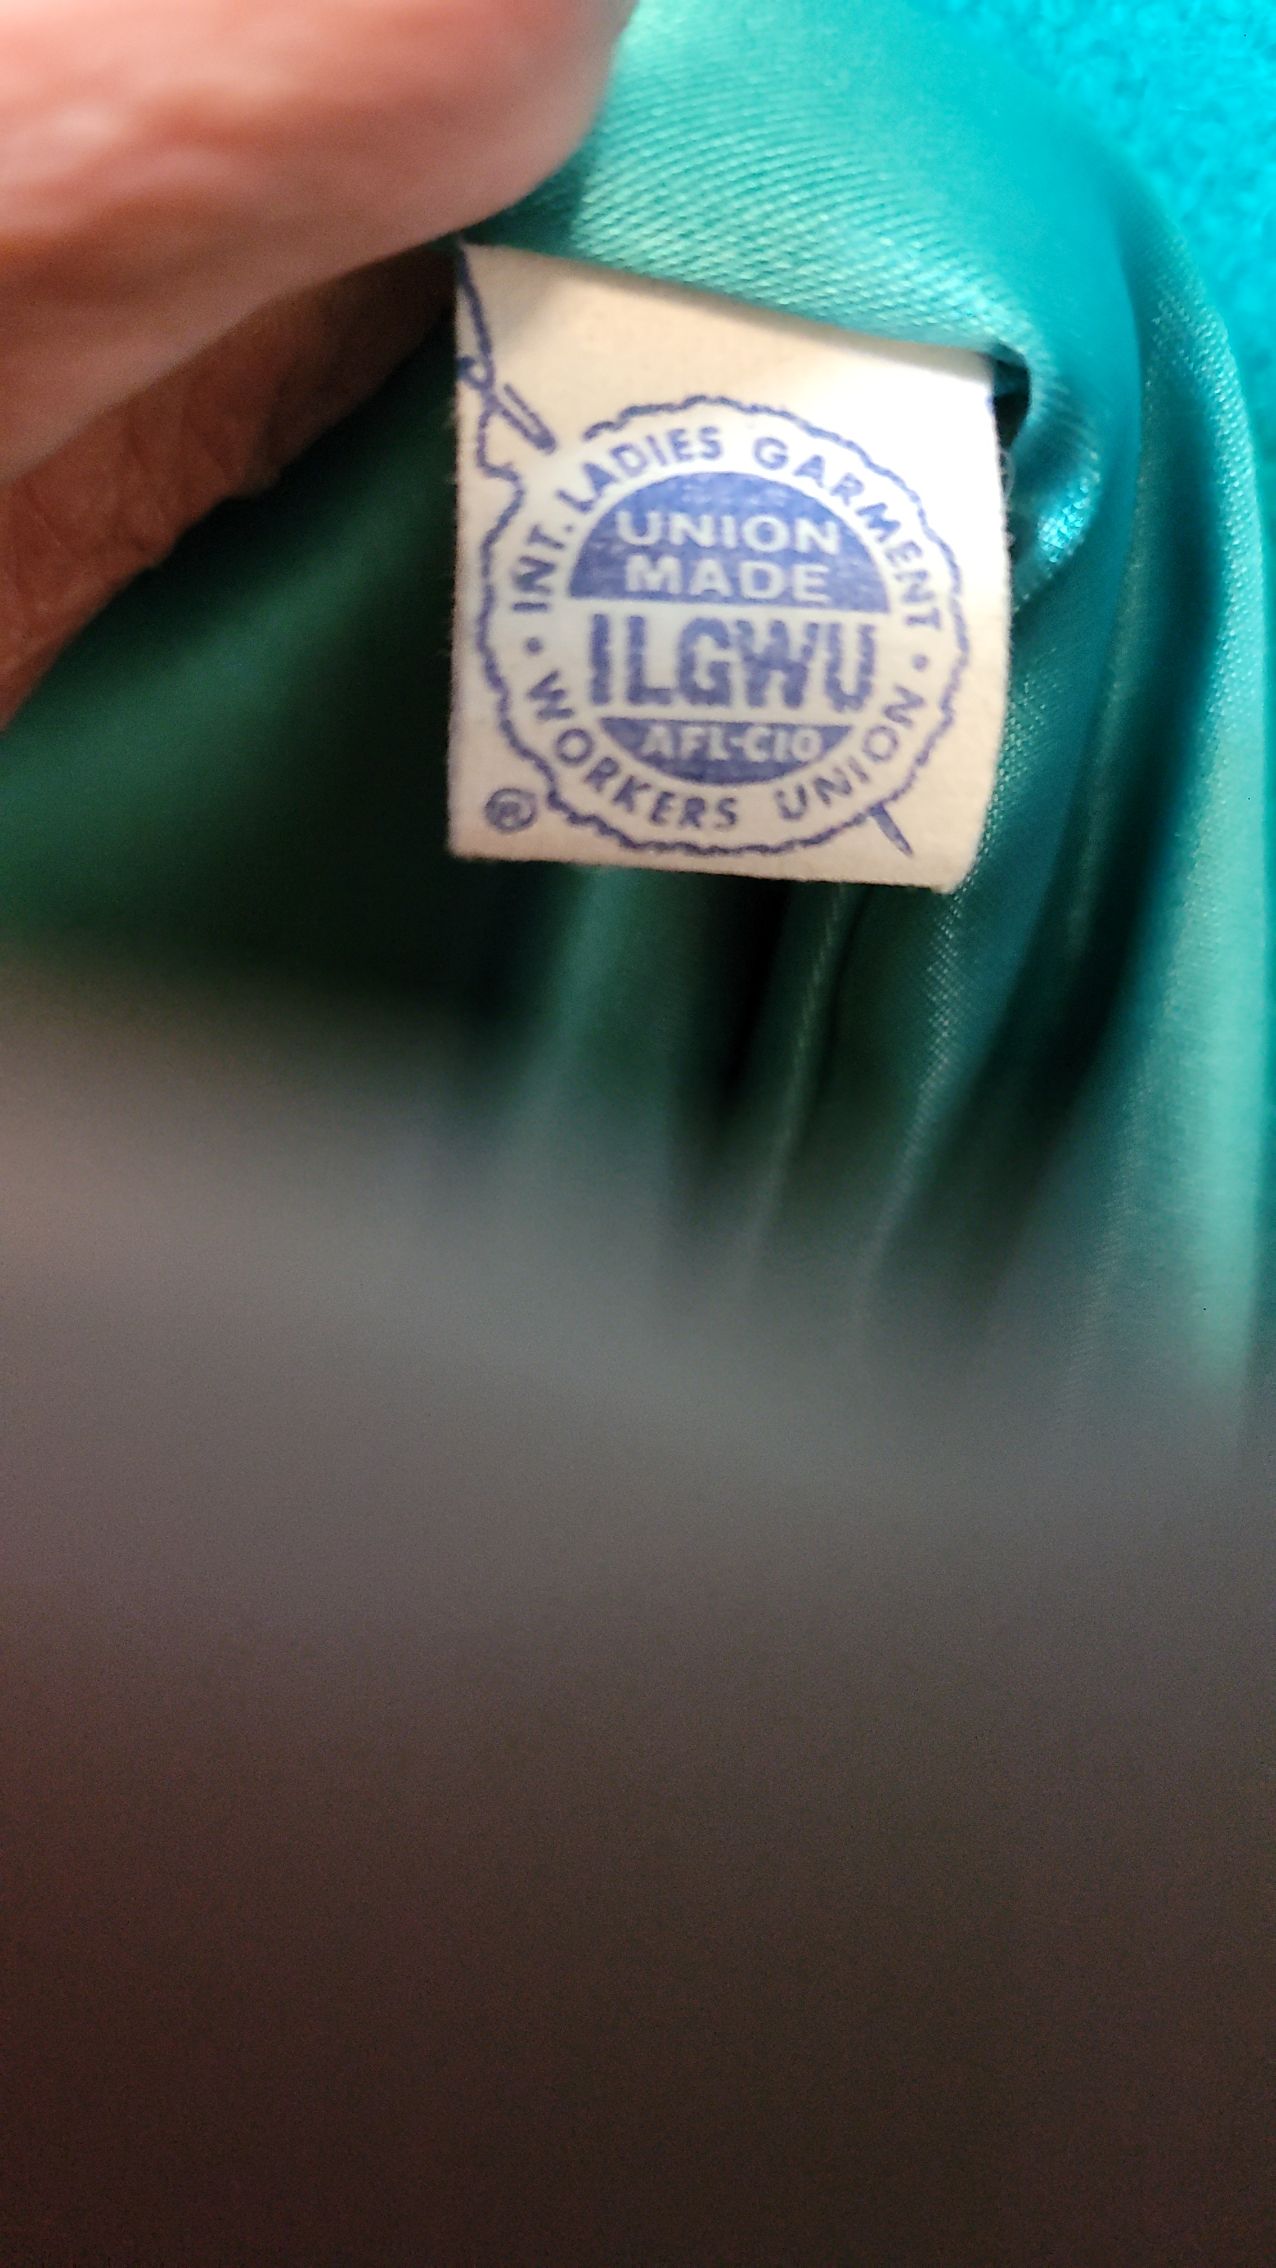 INT. LADIES GARMENT
UNION
MADE
ILGWU
AFL-CIO
WORKERS UNION
®